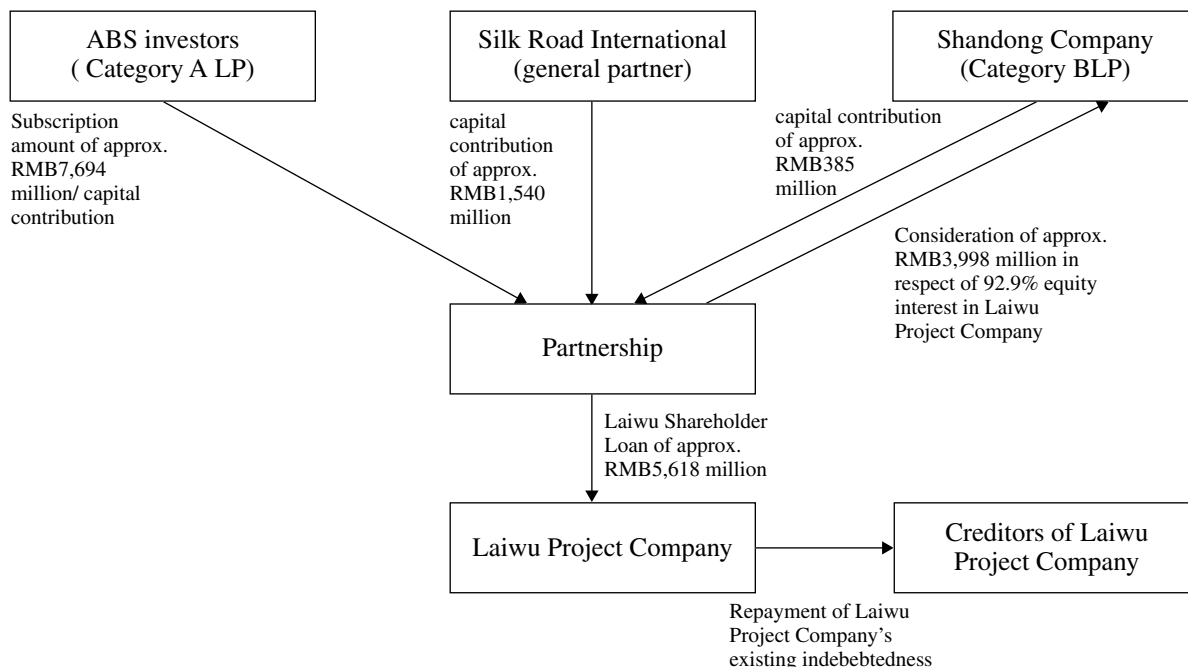 ABS investors
( Category A LP)
Silk Road International
(general partner)
Shandong Company
(Category BLP)
Subscription
amount of approx.
RMB7,694
million/ capital
contribution
capital
contribution
of approx.
RMB1,540
million
capital contribution
of approx.
RMB385
million
Consideration of approx.
RMB3,998 million in
respect of 92.9% equity
interest in Laiwu
Project Company
Partnership
Laiwu Shareholder
Loan of approx.
RMB5,618 million
Laiwu Project Company
Creditors of Laiwu
Project Company
Repayment of Laiwu
Project Company’s
existing indebebtedness